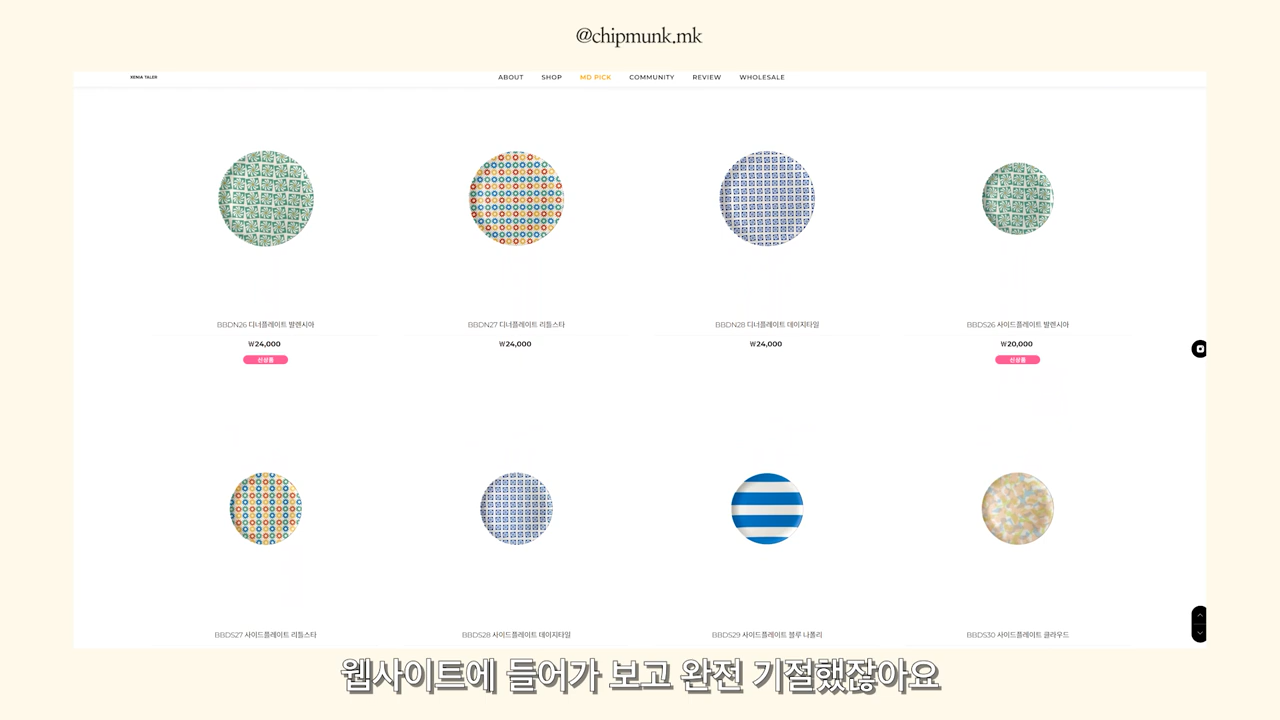 @chipmunk.mk
XENIA TALER
ABOUT SHOP MD PICK COMMUNITY REVIEW WHOLESALE
BBDN26 디너플레이트 발렌시아
BBDN27 디너플레이트 리틀스타
BBDN28 디너플레이트 데이지타일
BBDS26 사이드플레이트 발렌시아
₩24,000
₩24,000
₩24,000
₩20,000
신상품
신상품
BBDS27 사이드플레이트 리틀스타
BBDS28 사이드플레이트 데이지타일
BBDS29 사이드플레이트 블루 나폴리
BBDS30 사이드플레이트 클라우드
웹사이트에 들어가 보고 완전 기절했잖아요